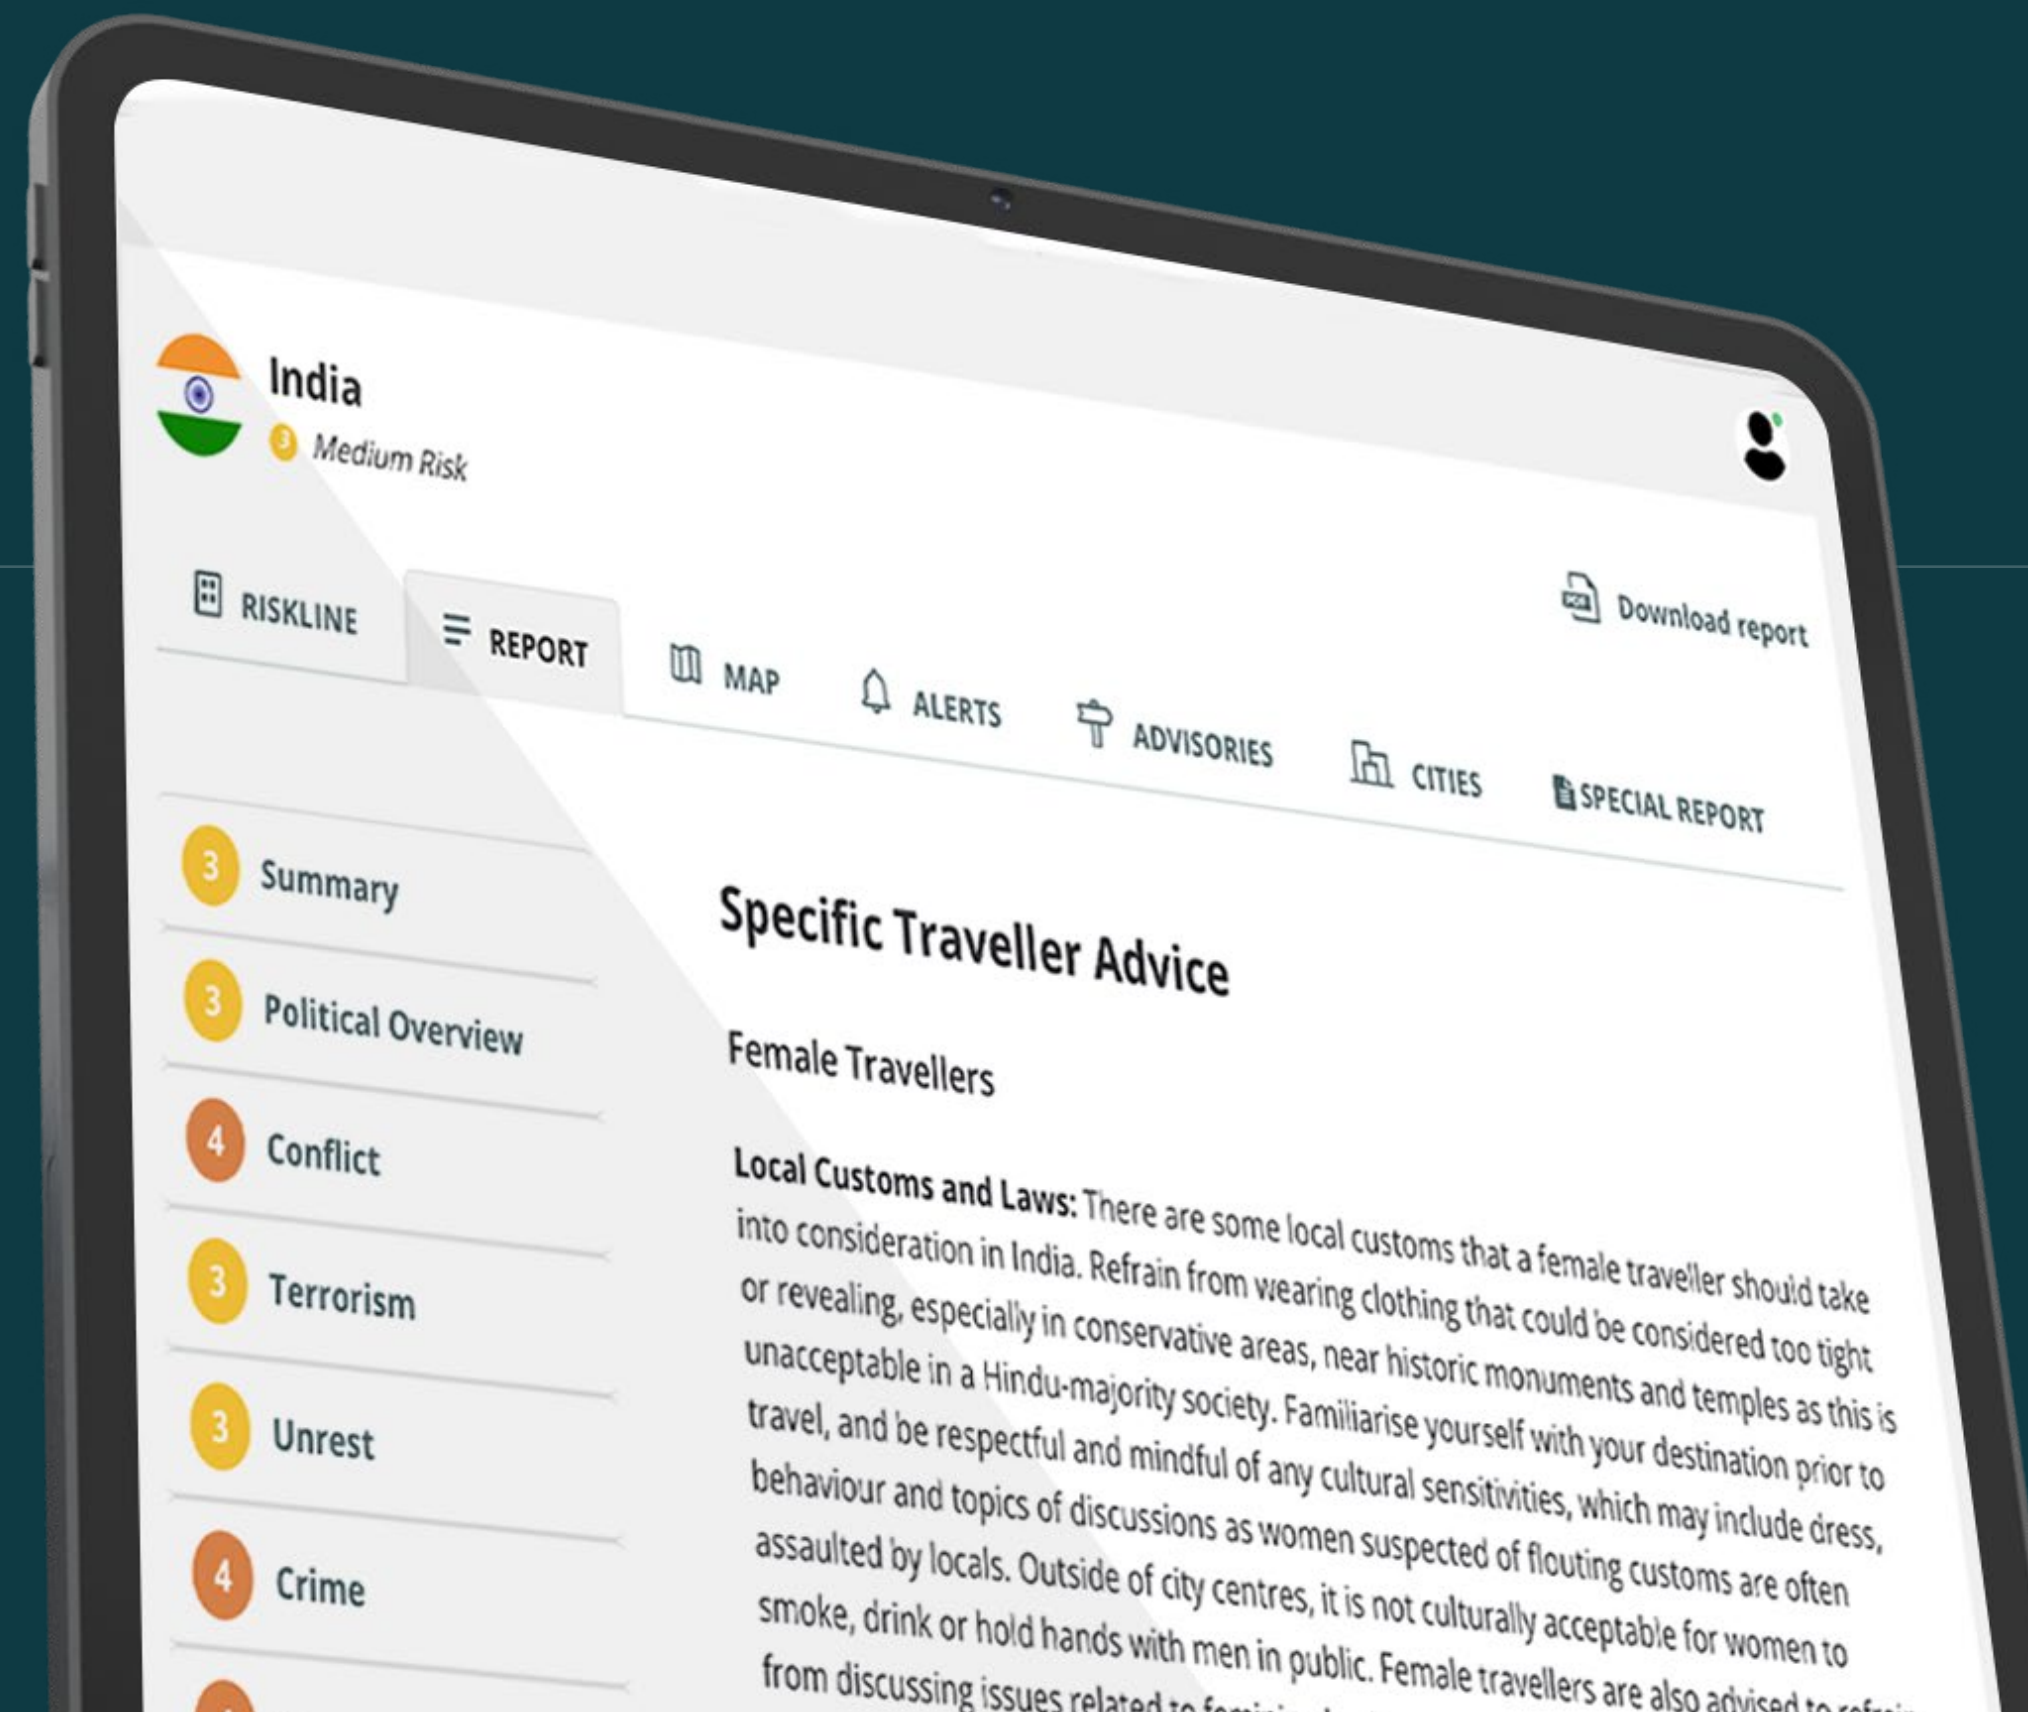 India
3 Medium Risk
Download report
RISKLINE
REPORT
MAP
ALERTS
ADVISORIES
CITIES
SPECIAL REPORT
3 Summary
3 Political Overview
4 Conflict
3 Terrorism
3 Unrest
4 Crime
Specific Traveller Advice
Female Travellers
Local Customs and Laws: There are some local customs that a female traveller should take
into consideration in India. Refrain from wearing clothing that could be considered too tight
or revealing, especially in conservative areas, near historic monuments and temples as this is
unacceptable in a Hindu-majority society. Familiarise yourself with your destination prior to
travel, and be respectful and mindful of any cultural sensitivities, which may include dress,
behaviour and topics of discussions as women suspected of flouting customs are often
assaulted by locals. Outside of city centres, it is not culturally acceptable for women to
smoke, drink or hold hands with men in public. Female travellers are also advised to refrain
from discussing issues related to